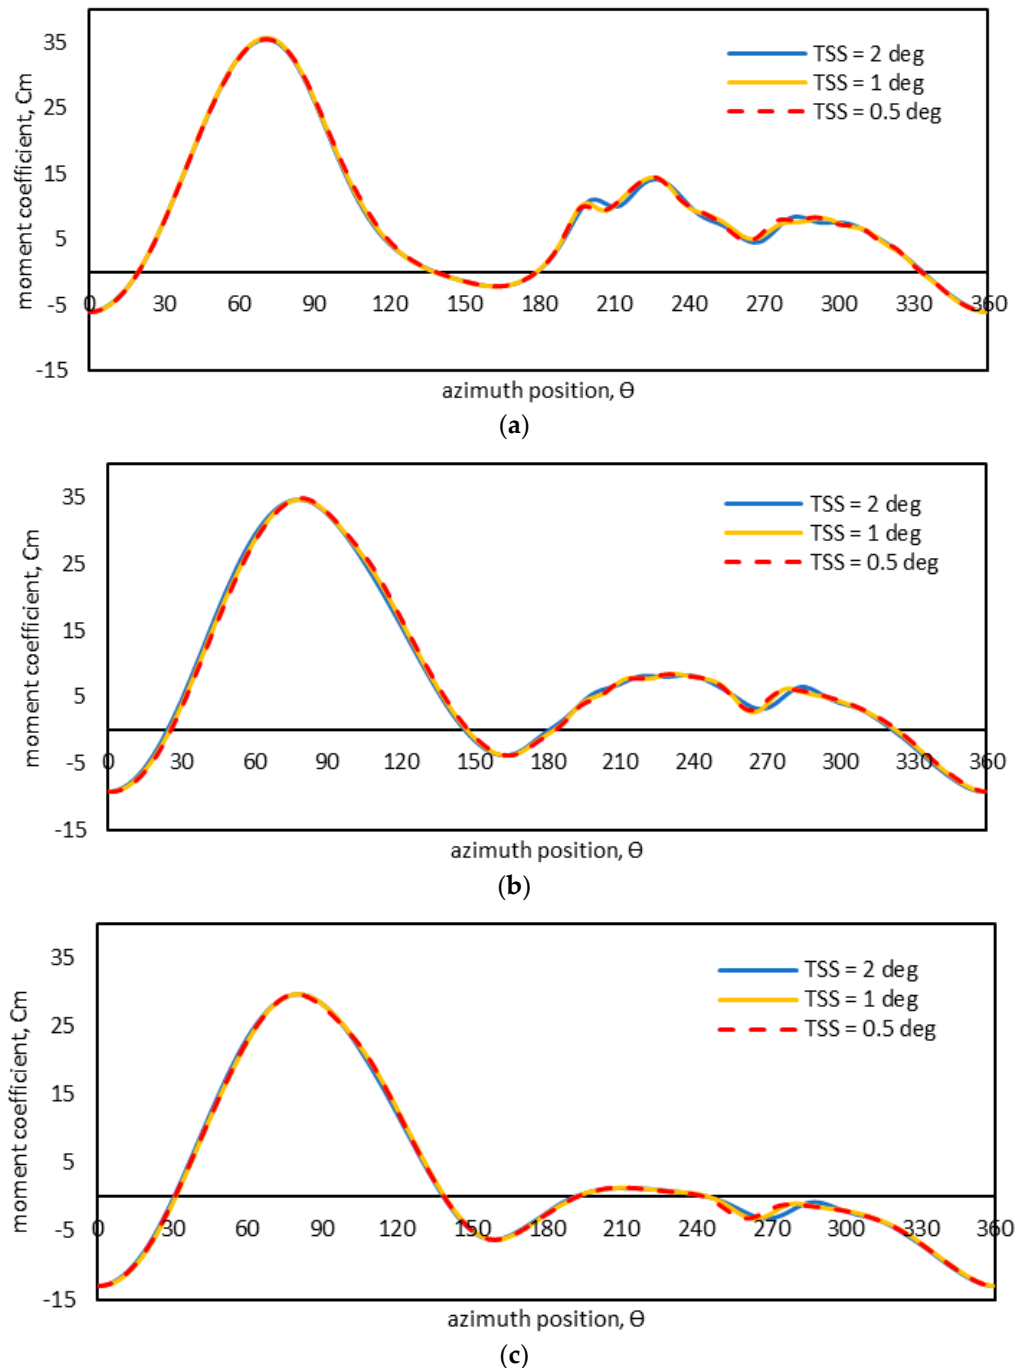 35
25
15
5
-5
-15
moment coefficient, Cm
TSS = 2 deg
TSS = 1 deg
TSS = 0.5 deg
0 30 60 90 120 150 180 210 240 270 300 330 360
azimuth position, Ɵ
(a)
35
25
15
5
-5
-15
moment coefficient, Cm
TSS = 2 deg
TSS = 1 deg
TSS = 0.5 deg
0 30 60 90 120 150 180 210 240 270 300 330 360
azimuth position, Ɵ
(b)
35
25
15
5
-5
-15
moment coefficient, Cm
TSS = 2 deg
TSS = 1 deg
TSS = 0.5 deg
0 30 60 90 120 150 180 210 240 270 300 330 360
azimuth position, Ɵ
(c)